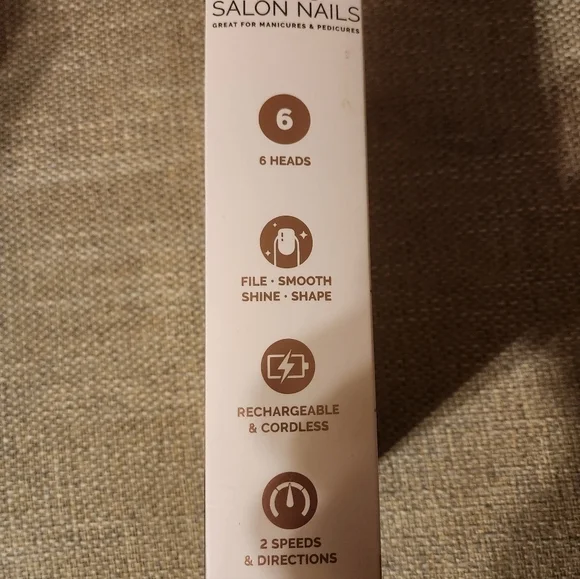 SALON NAILS
GREAT FOR MANICURES & PEDICURES
6
6 HEADS
FILE · SMOOTH
SHINE · SHAPE
RECHARGEABLE
& CORDLESS
2 SPEEDS
& DIRECTIONS